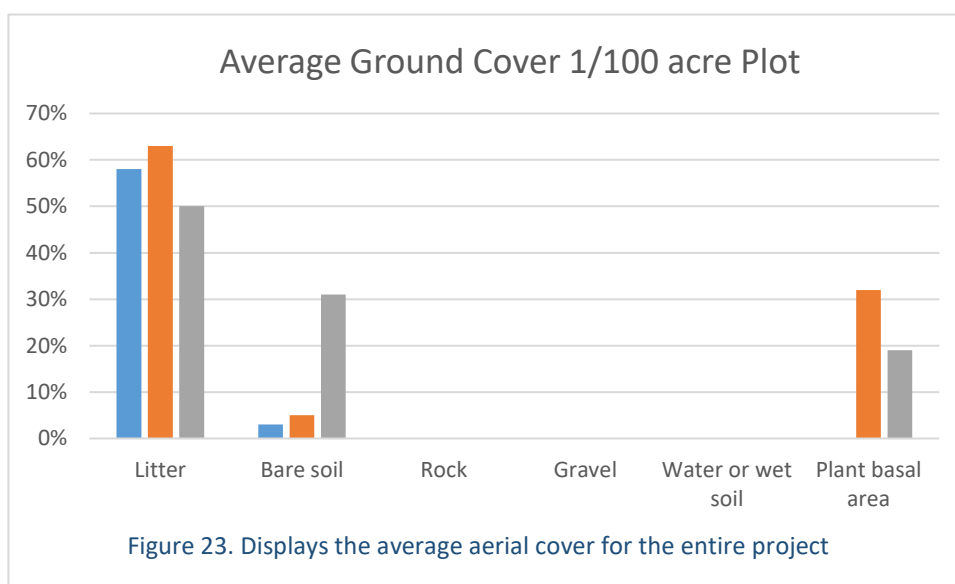 Average Ground Cover 1/100 acre Plot
70%
60%
50%
40%
30%
20%
10%
0%
Litter
Bare soil
Rock
Gravel
Water or wet
soil
Plant basal
area
Figure 23. Displays the average aerial cover for the entire project